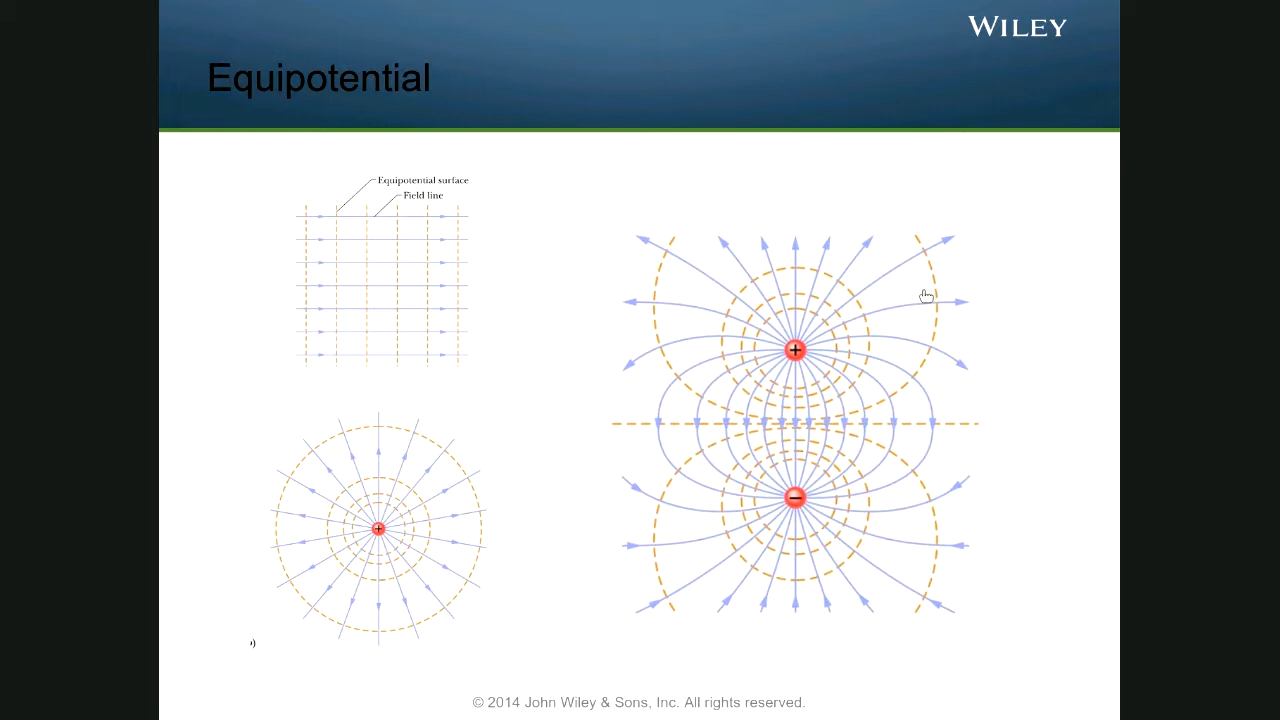 WILEY
Equipotential
Equipotential surface
Field line
+
−
+
)
© 2014 John Wiley & Sons, Inc. All rights reserved.